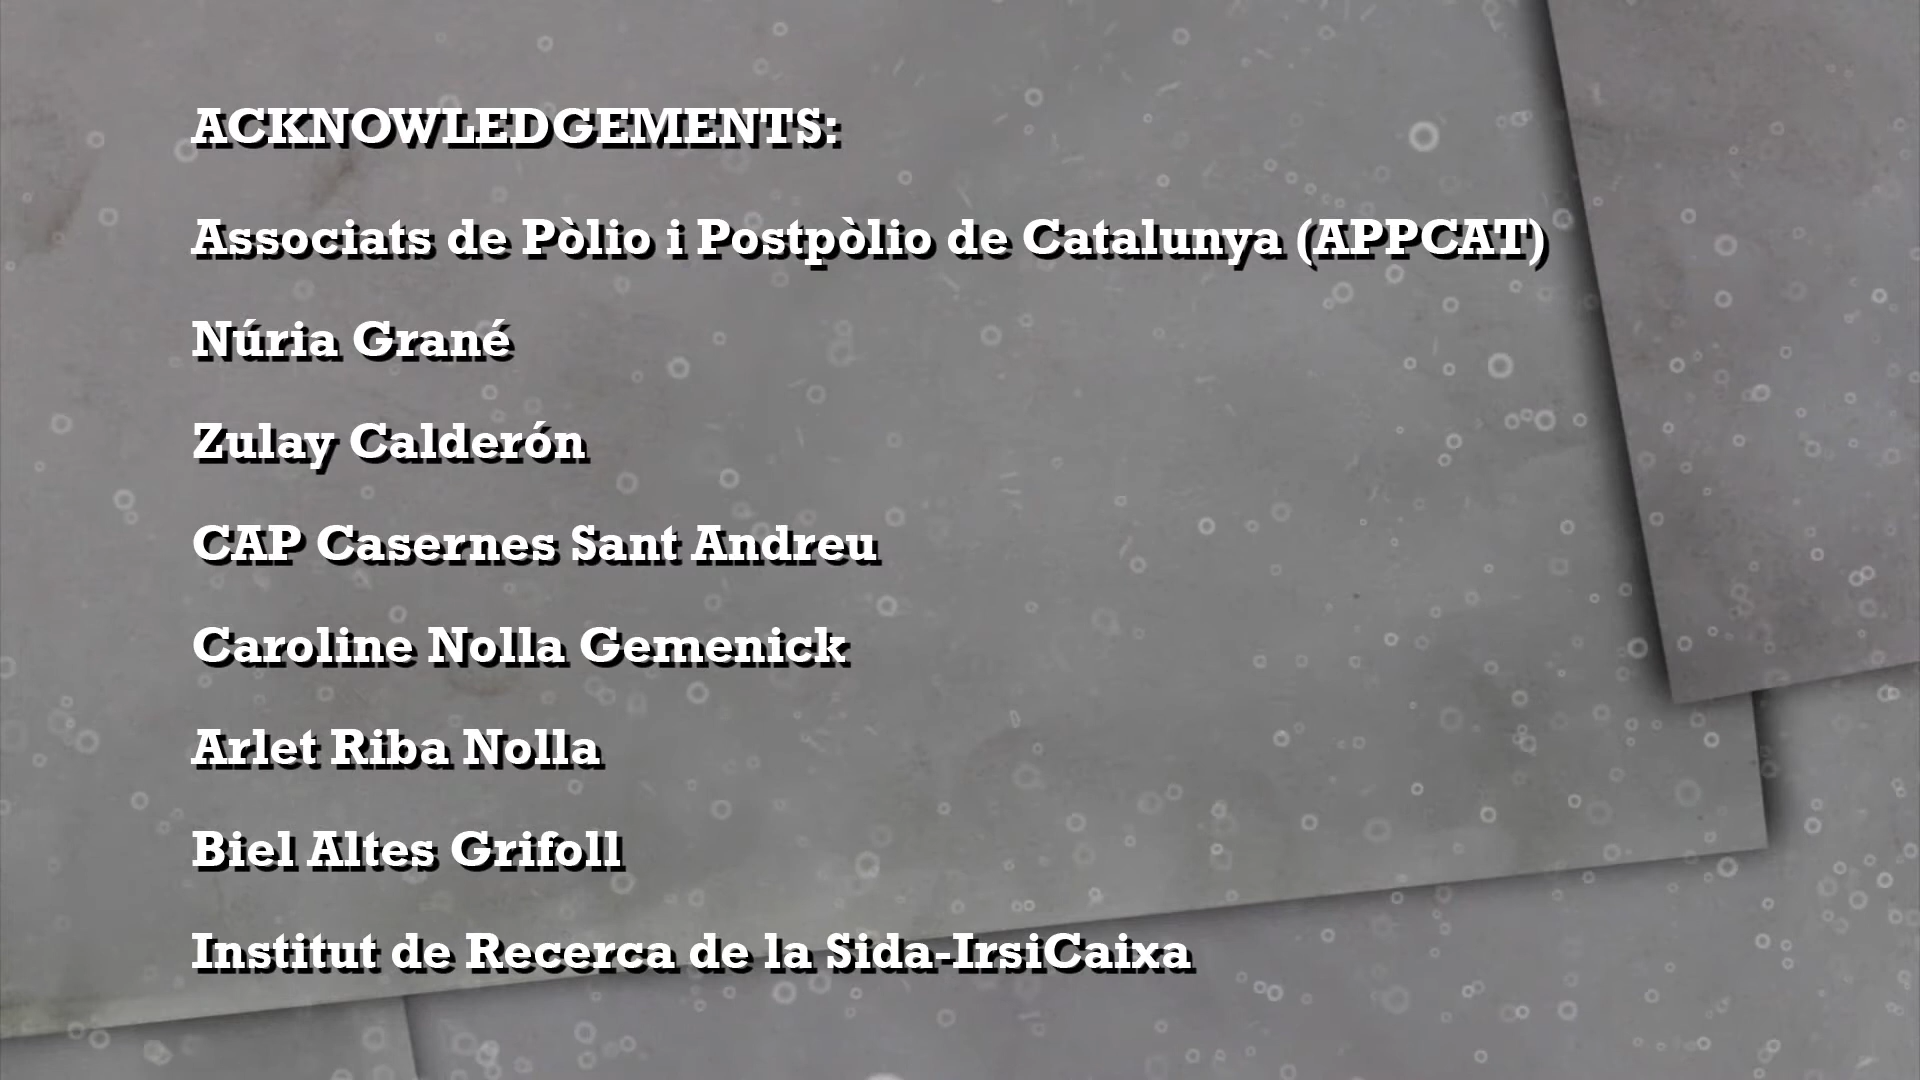 ACKNOWLEDGEMENTS:
Associats de Pòlio i Postpòlio de Catalunya (APPCAT)
Núria Grané
Zulay Calderón
CAP Casernes Sant Andreu
Caroline Nolla Gemenick
Arlet Riba Nolla
Biel Altes Grifoll
Institut de Recerca de la Sida-IrsiCaixa